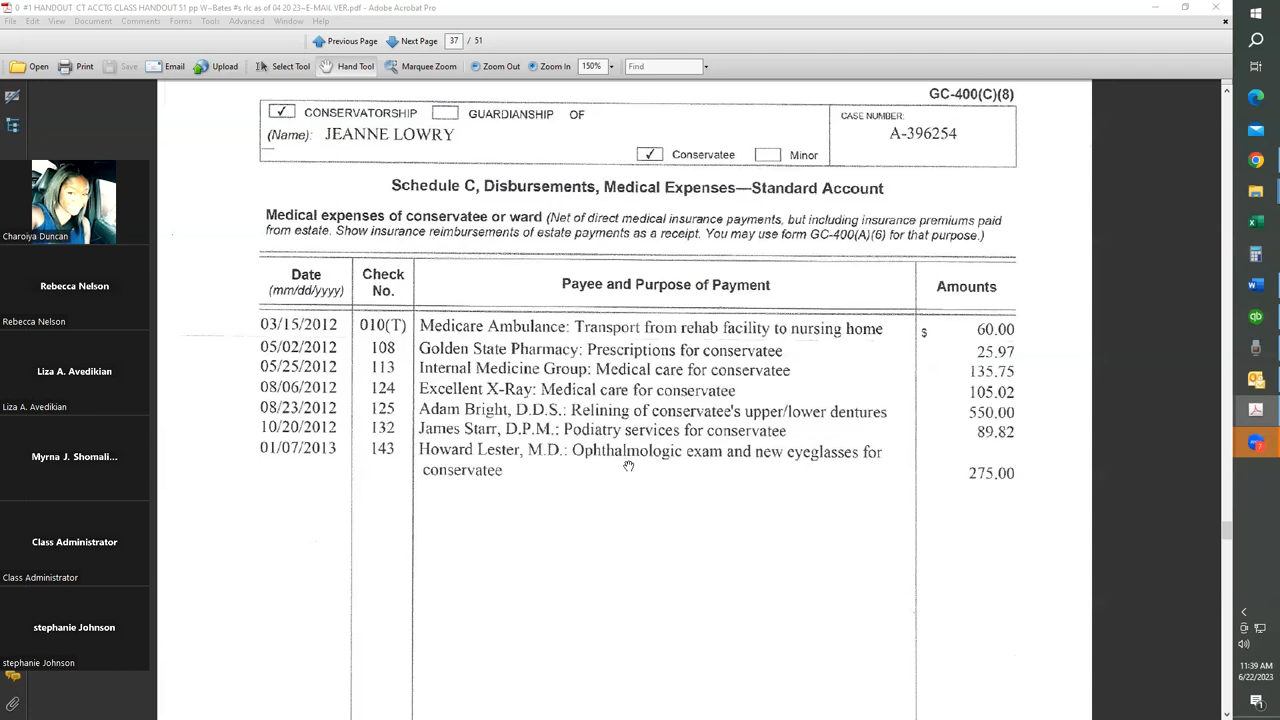 0 #1 HANDOUT CT ACCTG CLASS HANDOUT 51 pp W~Bates #s rlc as of 04 20 23~E-MAIL VER.pdf - Adobe Acrobat Pro
File Edit View Document Comments Forms Tools Advanced Window Help
Previous Page Next Page 37 / 51
Open Print Save Email Upload Select Tool Hand Tool Marquee Zoom Zoom Out Zoom In 150% Find
GC-400(C)(8)
✓ CONSERVATORSHIP GUARDIANSHIP OF
CASE NUMBER:
(Name): JEANNE LOWRY
A-396254
✓ Conservatee Minor
Schedule C, Disbursements, Medical Expenses—Standard Account
Medical expenses of conservatee or ward (Net of direct medical insurance payments, but including insurance premiums paid
from estate. Show insurance reimbursements of estate payments as a receipt. You may use form GC-400(A)(6) for that purpose.)
Date Check Payee and Purpose of Payment Amounts
(mm/dd/yyyy) No.
03/15/2012 010(T) Medicare Ambulance: Transport from rehab facility to nursing home $ 60.00
05/02/2012 108 Golden State Pharmacy: Prescriptions for conservatee 25.97
05/25/2012 113 Internal Medicine Group: Medical care for conservatee 135.75
08/06/2012 124 Excellent X-Ray: Medical care for conservatee 105.02
08/23/2012 125 Adam Bright, D.D.S.: Relining of conservatee's upper/lower dentures 550.00
10/20/2012 132 James Starr, D.P.M.: Podiatry services for conservatee 89.82
01/07/2013 143 Howard Lester, M.D.: Ophthalmologic exam and new eyeglasses for
conservatee 275.00
Charoiya Duncan
Rebecca Nelson
Rebecca Nelson
Liza A. Avedikian
Liza A. Avedikian
Myrna J. Shomali...
Class Administrator
Class Administrator
stephanie Johnson
stephanie Johnson
11:39 AM
6/22/2023